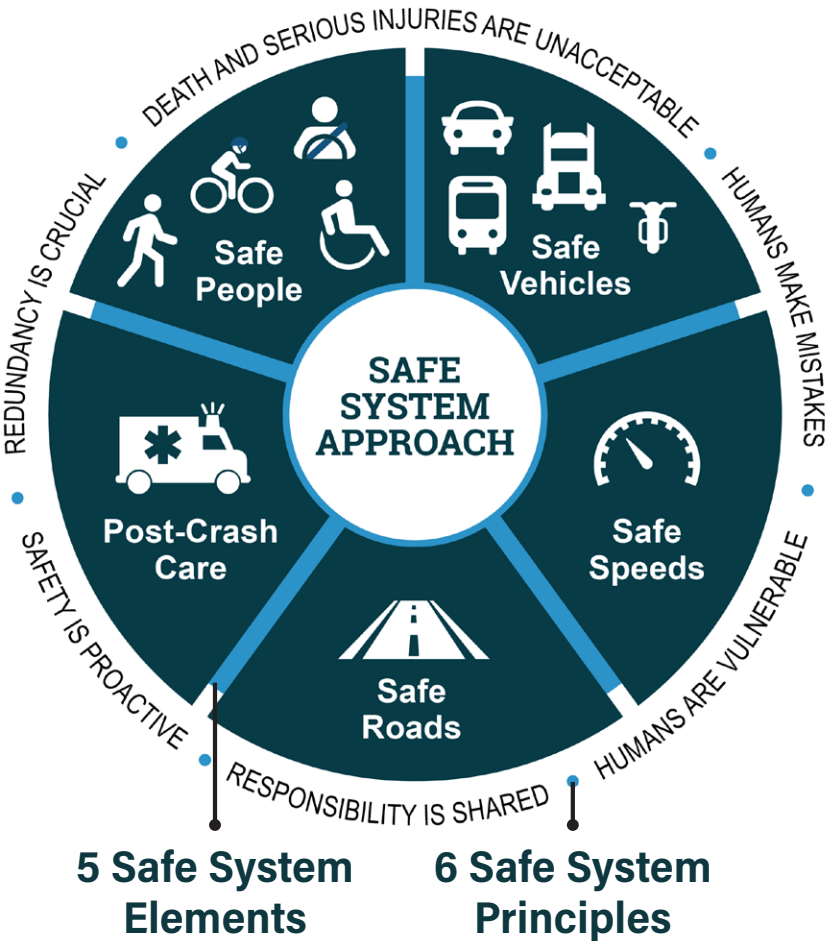 DEATH AND SERIOUS INJURIES ARE UNACCEPTABLE
HUMANS MAKE MISTAKES
HUMANS ARE VULNERABLE
RESPONSIBILITY IS SHARED
SAFETY IS PROACTIVE
REDUNDANCY IS CRUCIAL
Safe
People
Safe
Vehicles
SAFE
SYSTEM
APPROACH
Post-Crash
Care
Safe
Speeds
Safe
Roads
5 Safe System
Elements
6 Safe System
Principles